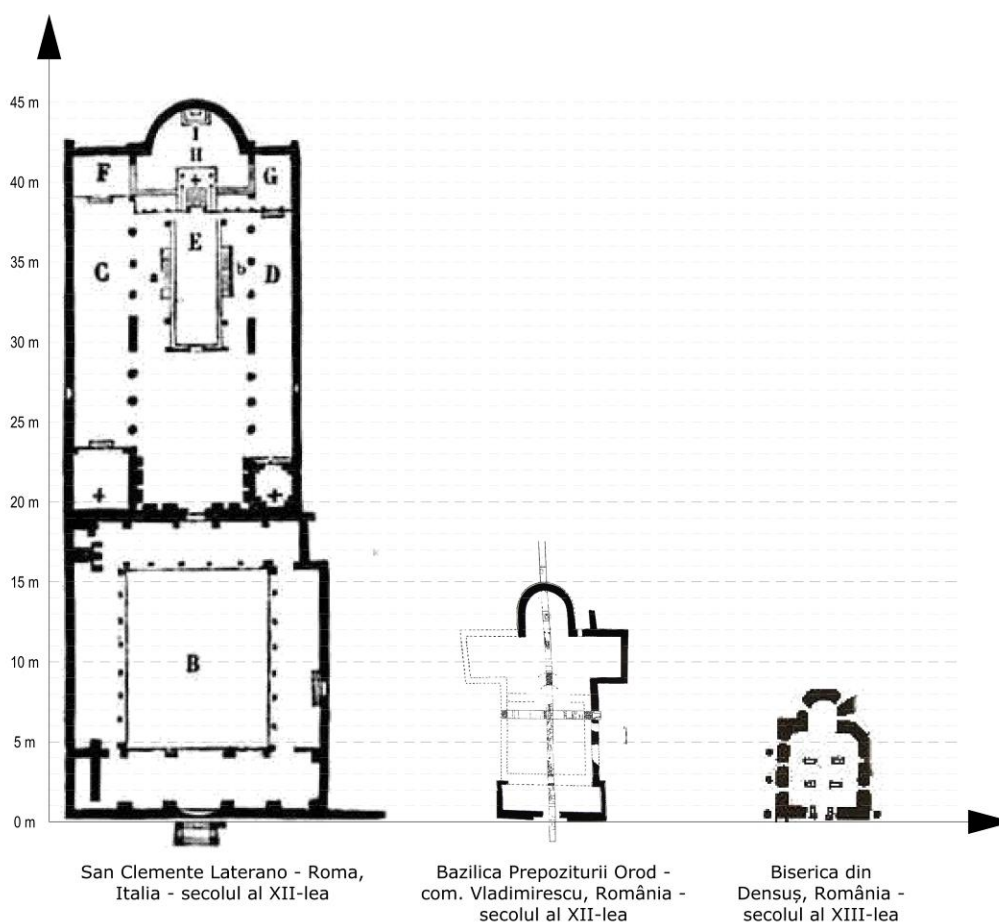 45 m
40 m
35 m
30 m
25 m
20 m
15 m
10 m
5 m
0 m
I
H
F
G
E
C
a
b
D
B
San Clemente Laterano - Roma,
Italia - secolul al XII-lea
Bazilica Prepoziturii Orod -
com. Vladimirescu, România -
secolul al XII-lea
Biserica din
Densuș, România -
secolul al XIII-lea